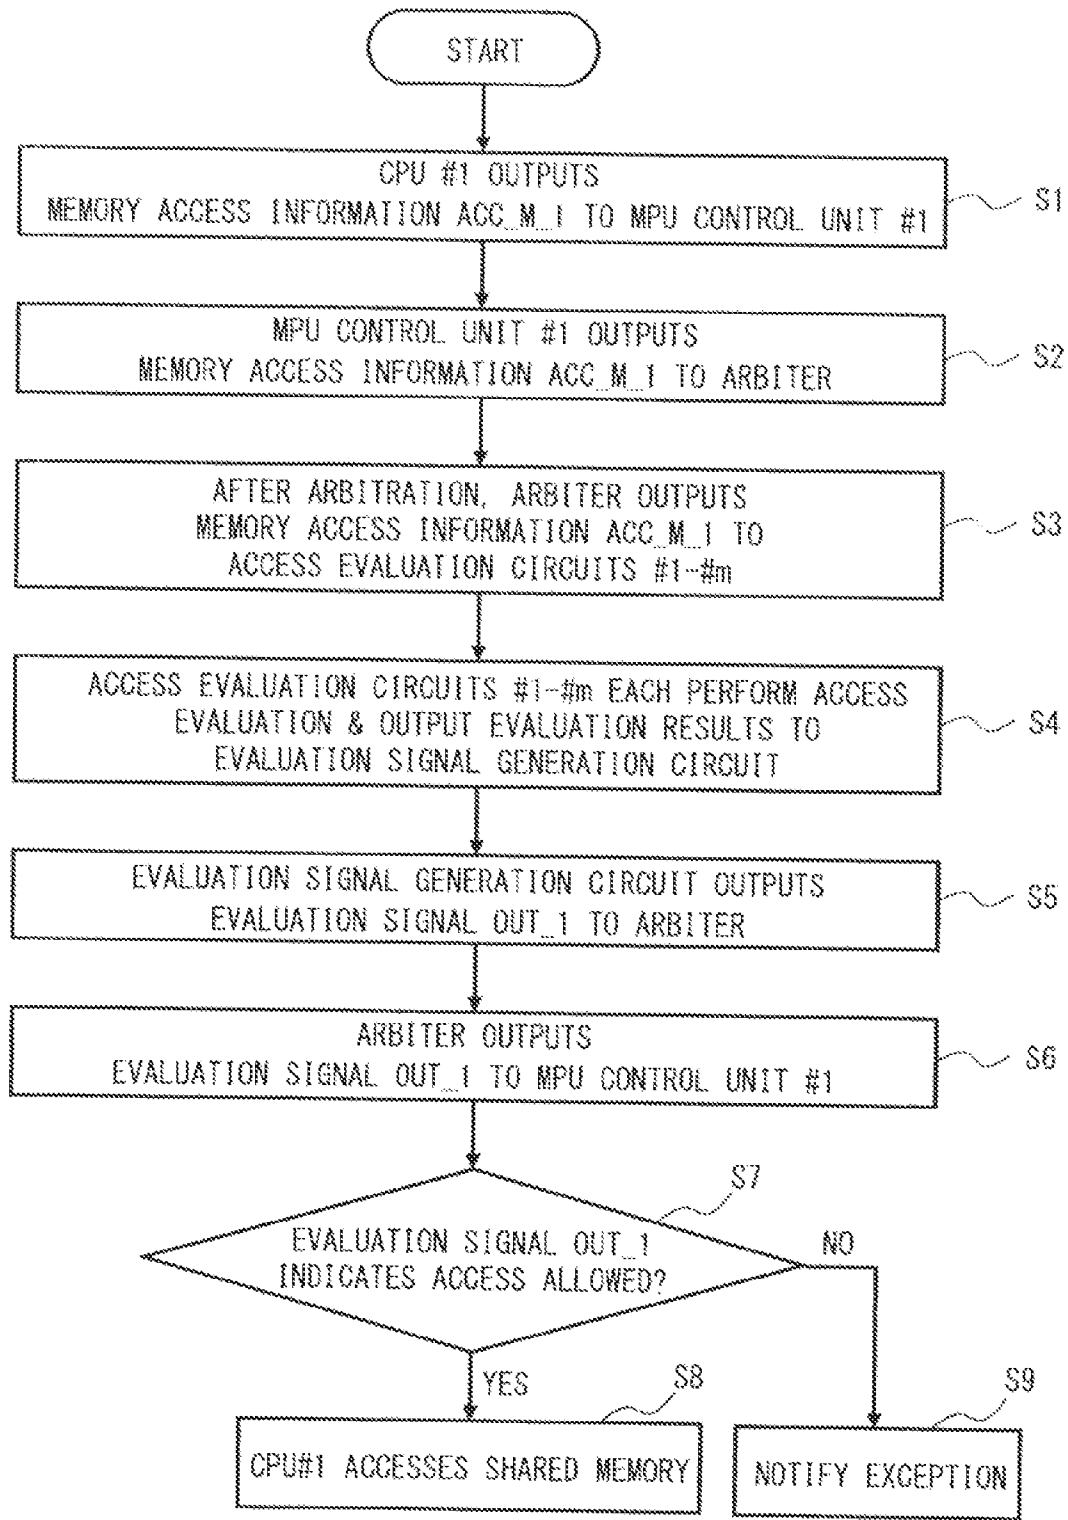 START
CPU #1 OUTPUTS
MEMORY ACCESS INFORMATION ACC_M_1 TO MPU CONTROL UNIT #1
S1
MPU CONTROL UNIT #1 OUTPUTS
MEMORY ACCESS INFORMATION ACC_M_1 TO ARBITER
S2
AFTER ARBITRATION, ARBITER OUTPUTS
MEMORY ACCESS INFORMATION ACC_M_1 TO
ACCESS EVALUATION CIRCUITS #1-#m
S3
ACCESS EVALUATION CIRCUITS #1-#m EACH PERFORM ACCESS
EVALUATION & OUTPUT EVALUATION RESULTS TO
EVALUATION SIGNAL GENERATION CIRCUIT
S4
EVALUATION SIGNAL GENERATION CIRCUIT OUTPUTS
EVALUATION SIGNAL OUT_1 TO ARBITER
S5
ARBITER OUTPUTS
EVALUATION SIGNAL OUT_1 TO MPU CONTROL UNIT #1
S6
S7
EVALUATION SIGNAL OUT_1
INDICATES ACCESS ALLOWED?
NO
YES
S8
S9
CPU#1 ACCESSES SHARED MEMORY
NOTIFY EXCEPTION